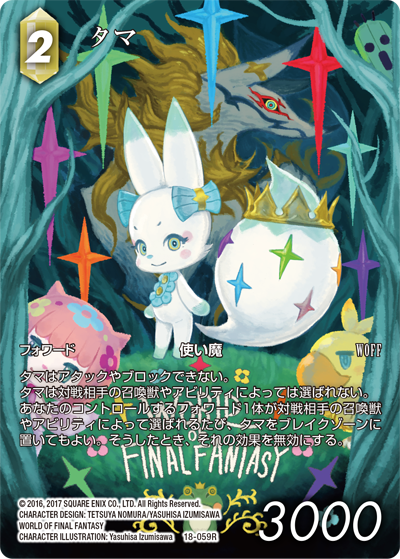 2
タマ
フォワード 使い魔 WOFF
タマはアタックやブロックできない。
タマは対戦相手の召喚獣やアビリティによっては選ばれない。
あなたのコントロールするフォワード1体が対戦相手の召喚獣
やアビリティによって選ばれるたび、タマをブレイクゾーンに
置いてもよい。そうしたとき、それの効果を無効にする。
OF
FINAL FANTASY
© 2016, 2017 SQUARE ENIX CO., LTD. All Rights Reserved.
CHARACTER DESIGN: TETSUYA NOMURA/YASUHISA IZUMISAWA
WORLD OF FINAL FANTASY
CHARACTER ILLUSTRATION: Yasuhisa Izumisawa
18-059R
3000